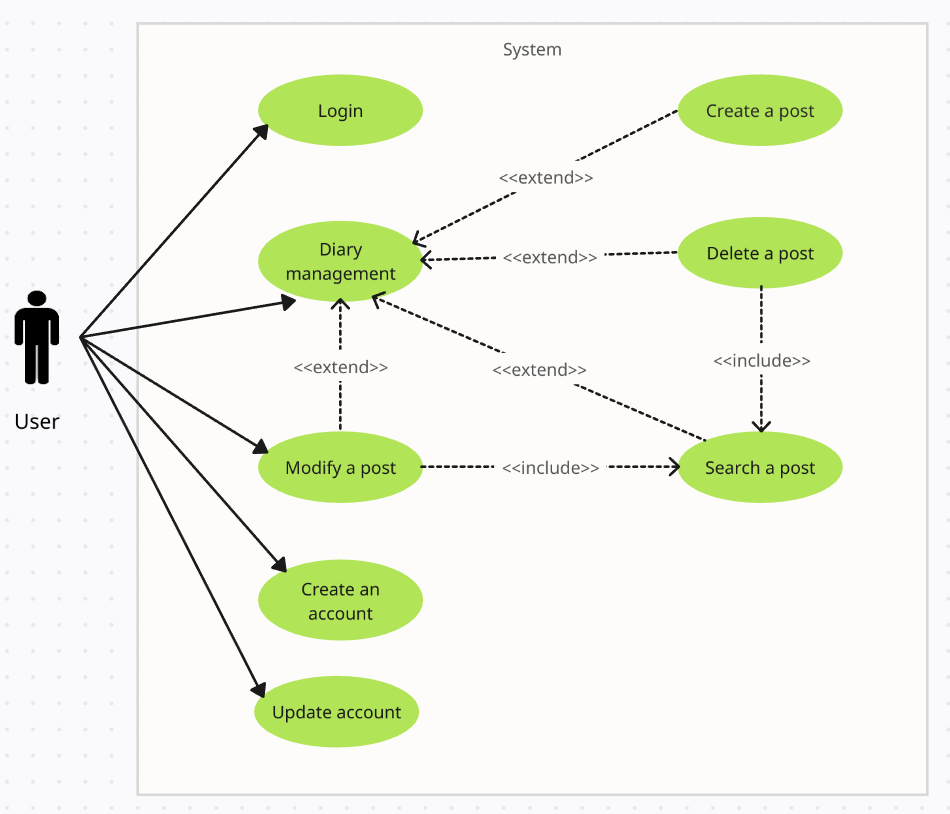 System
Login
Create a post
<<extend>>
Diary
management
<<extend>>
Delete a post
<<extend>>
<<extend>>
<<include>>
User
Modify a post
<<include>>
Search a post
Create an
account
Update account